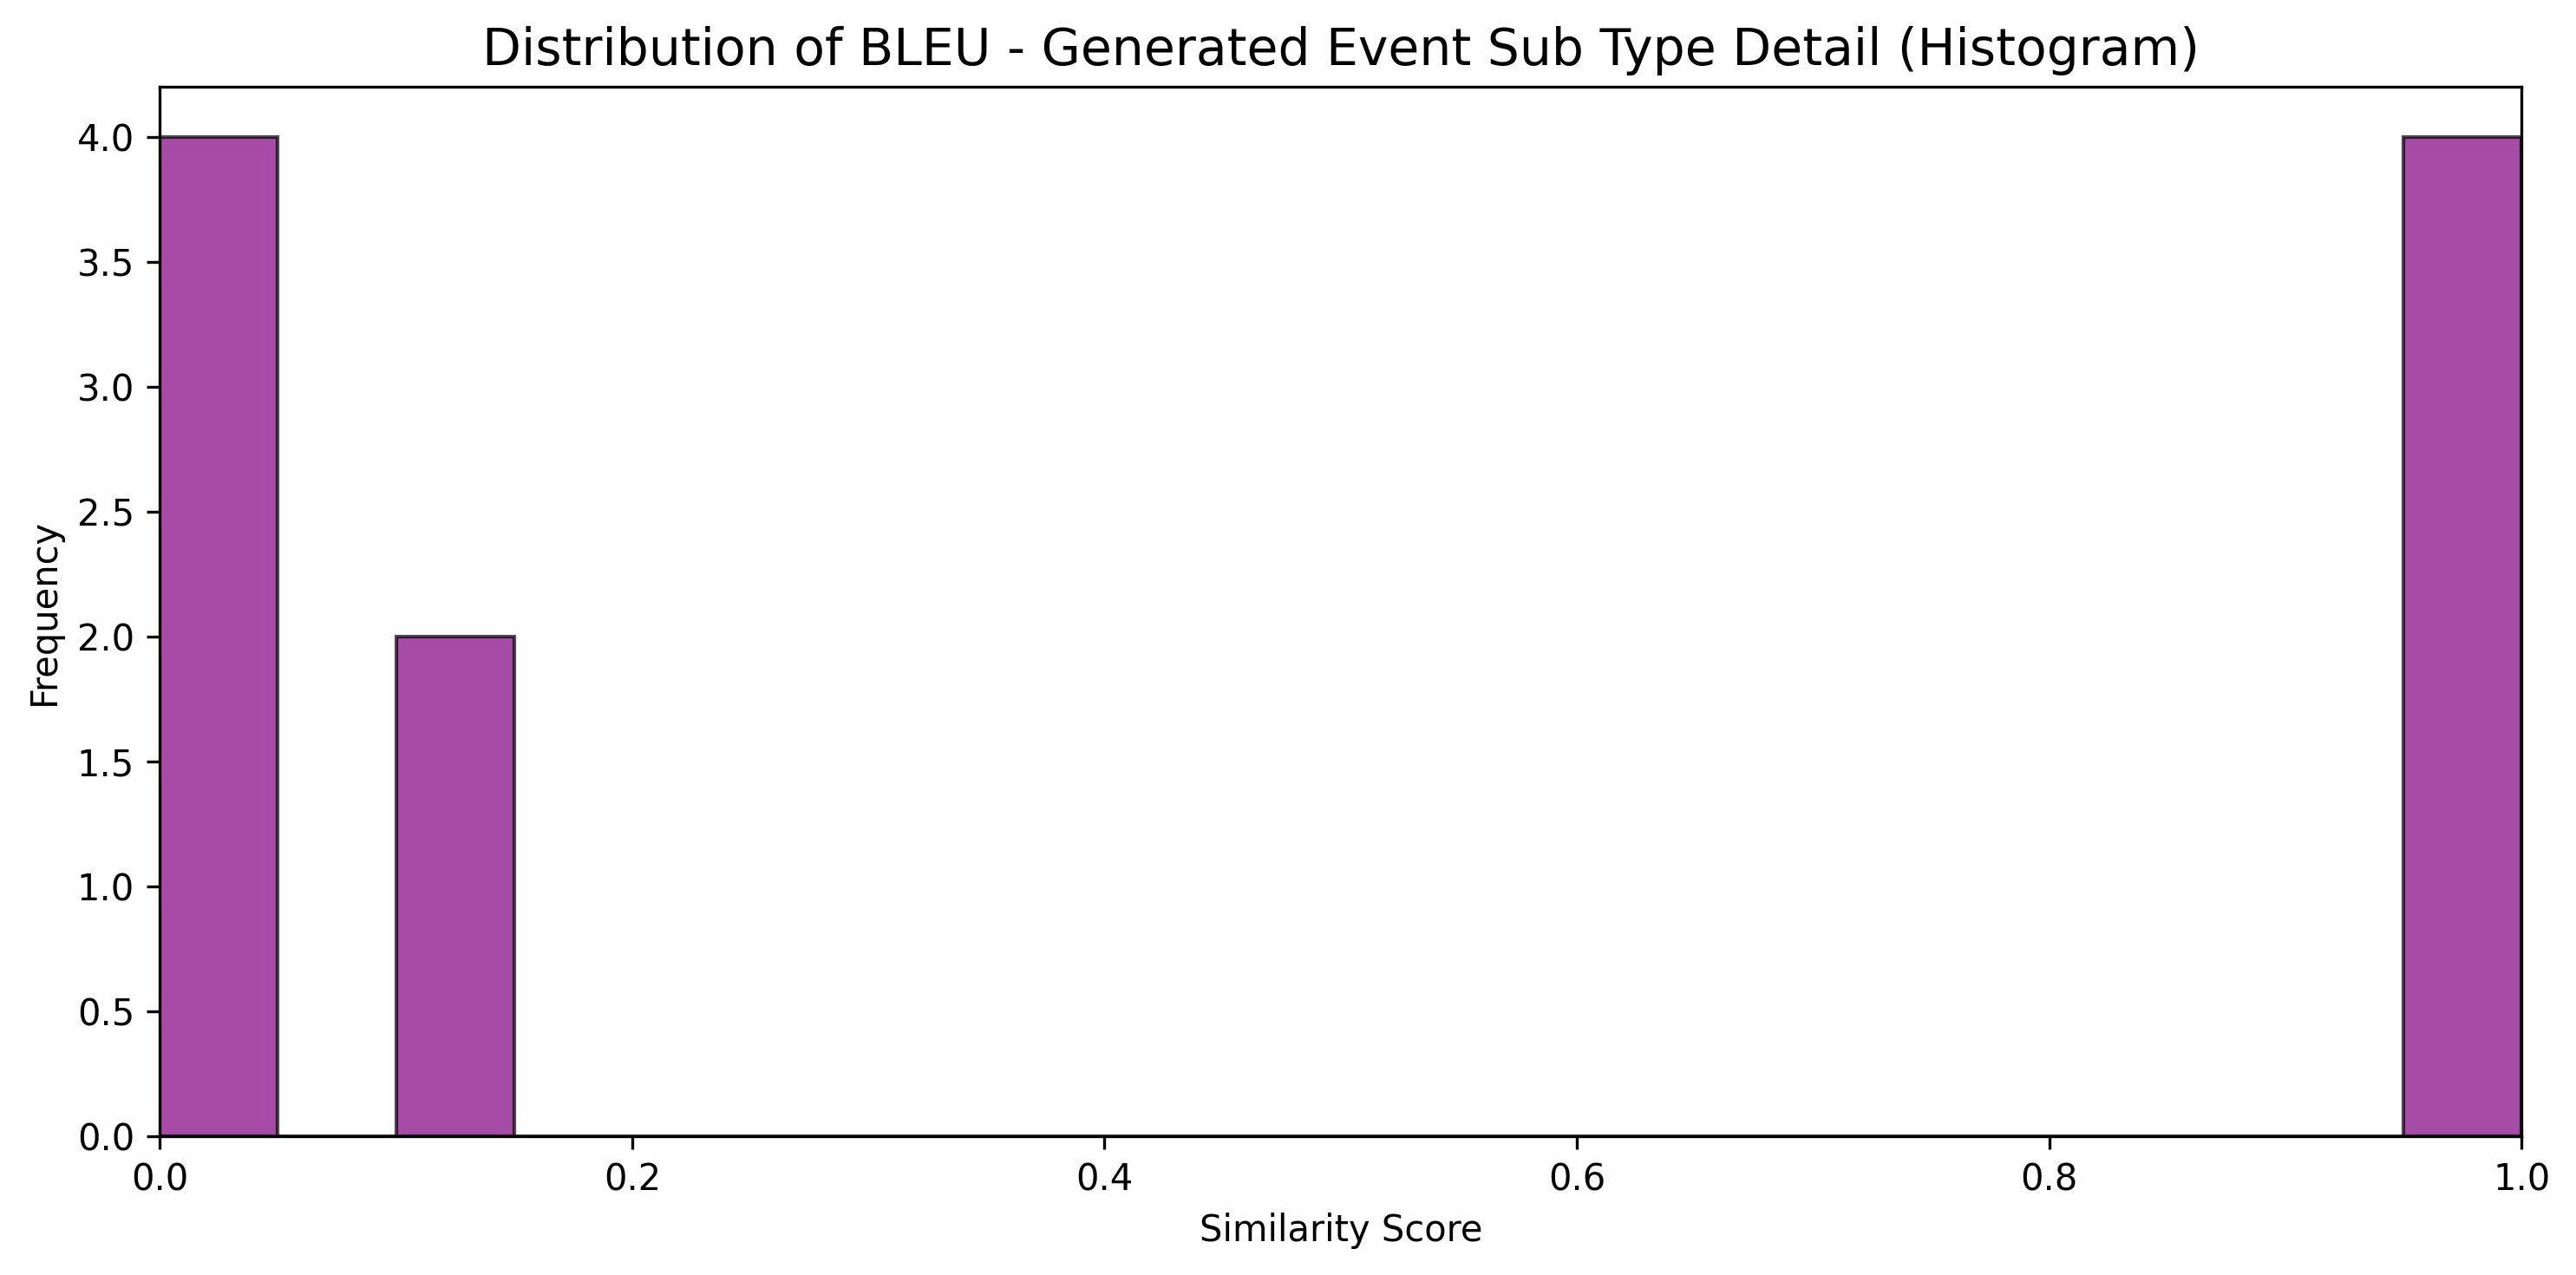 Distribution of BLEU - Generated Event Sub Type Detail (Histogram)
4.0
3.5
3.0
2.5
2.0
1.5
1.0
0.5
0.0
Frequency
0.0 0.2 0.4 0.6 0.8 1.0
Similarity Score